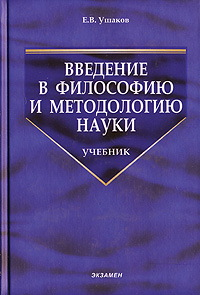 Е.В. Ушаков
ВВЕДЕНИЕ
В ФИЛОСОФИЮ
И МЕТОДОЛОГИЮ
НАУКИ
УЧЕБНИК
ЭКЗАМЕН